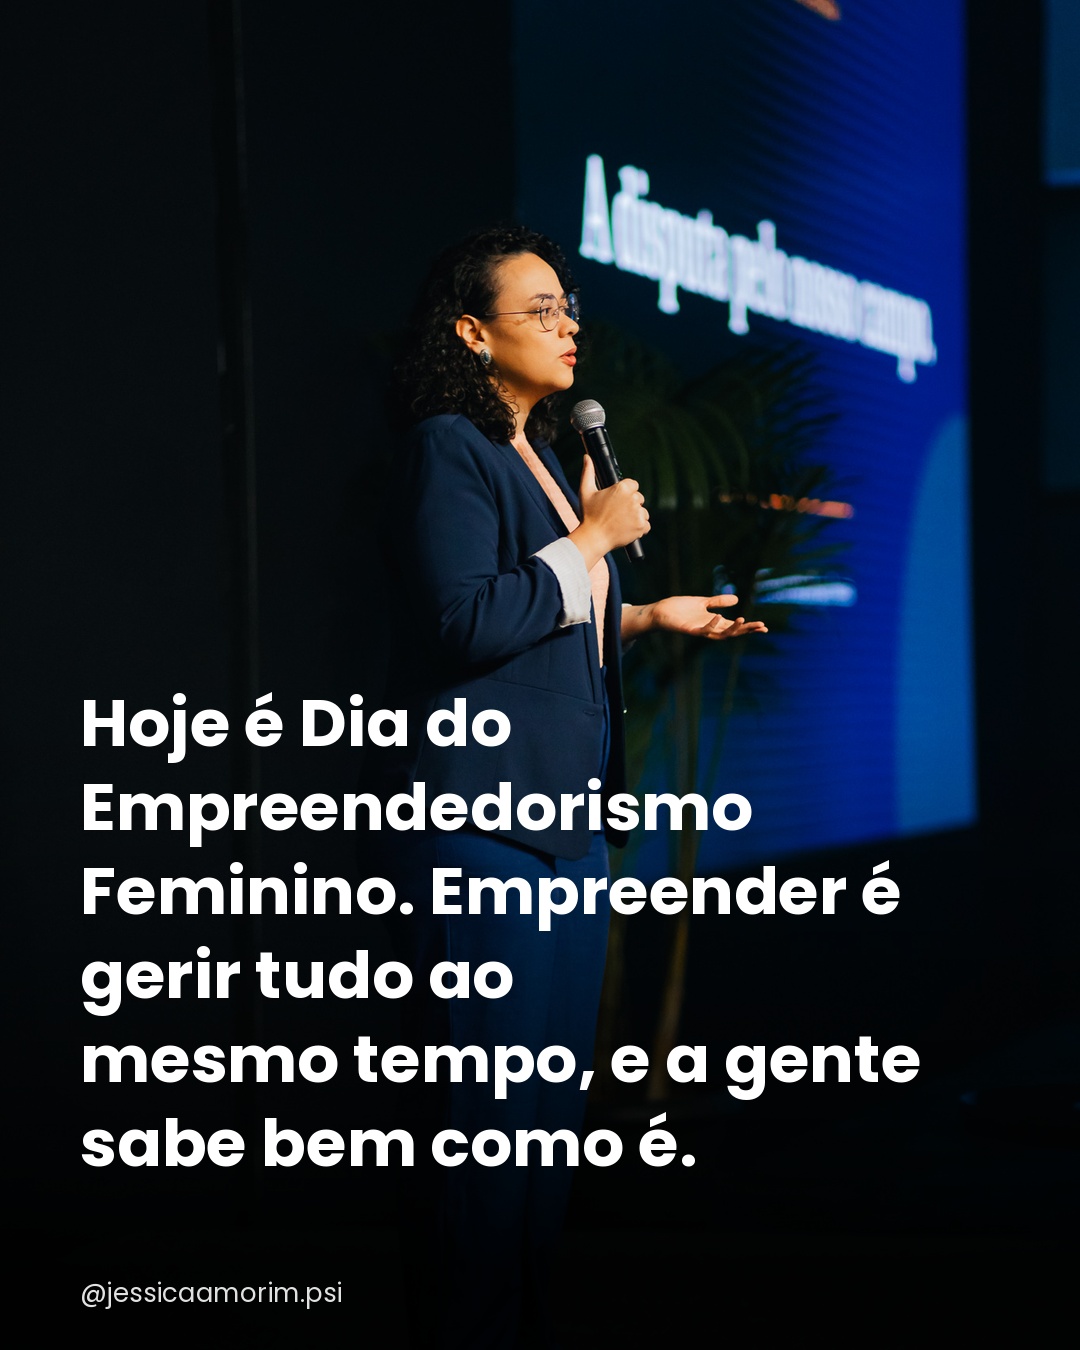 A disputa pelo nosso campo.
Hoje é Dia do
Empreendedorismo
Feminino. Empreender é
gerir tudo ao
mesmo tempo, e a gente
sabe bem como é.
@jessicaamorim.psi